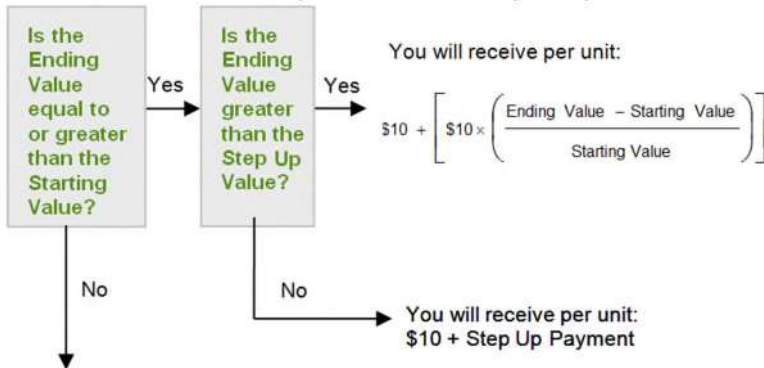 Is the
Ending
Value
equal to
or greater
than the
Starting
Value?
Yes
Is the
Ending
Value
greater
than the
Step Up
Value?
Yes
You will receive per unit:
$10 + [ $10 × ( Ending Value – Starting Value
Starting Value ) ]
No
No
You will receive per unit:
$10 + Step Up Payment